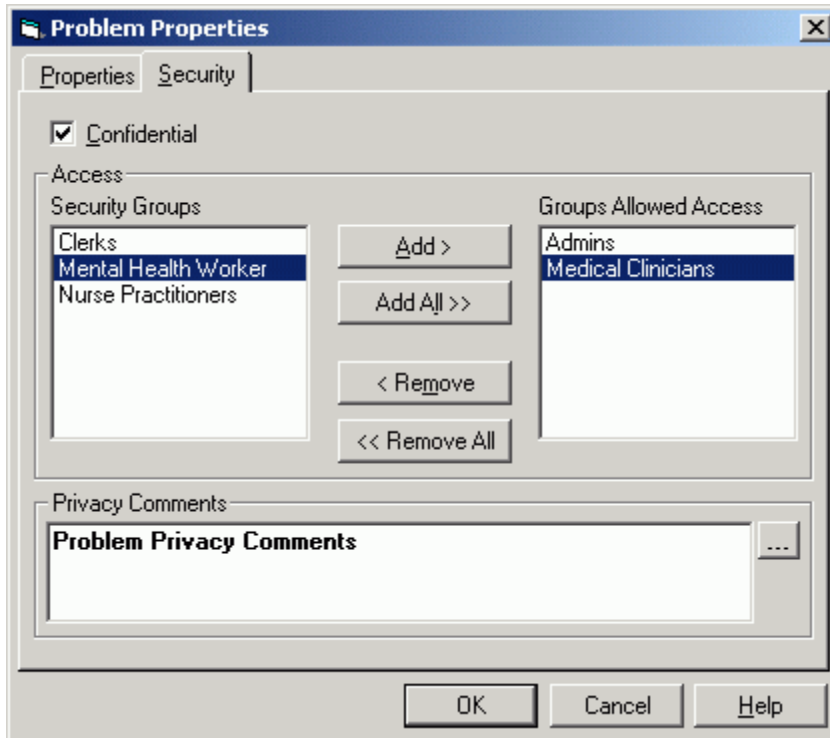 Problem Properties
Properties Security
Confidential
Access
Security Groups
Clerks
Mental Health Worker
Nurse Practitioners
Add >
Add All >>
< Remove
<< Remove All
Groups Allowed Access
Admins
Medical Clinicians
Privacy Comments
Problem Privacy Comments
...
OK Cancel Help